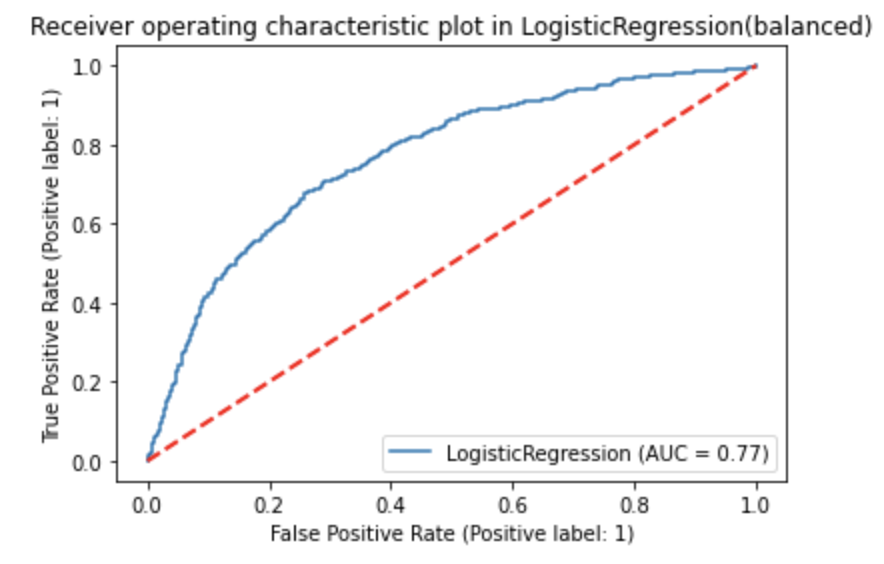 Receiver operating characteristic plot in LogisticRegression(balanced)
True Positive Rate (Positive label: 1)
1.0
0.8
0.6
0.4
0.2
0.0
LogisticRegression (AUC = 0.77)
0.0 0.2 0.4 0.6 0.8 1.0
False Positive Rate (Positive label: 1)